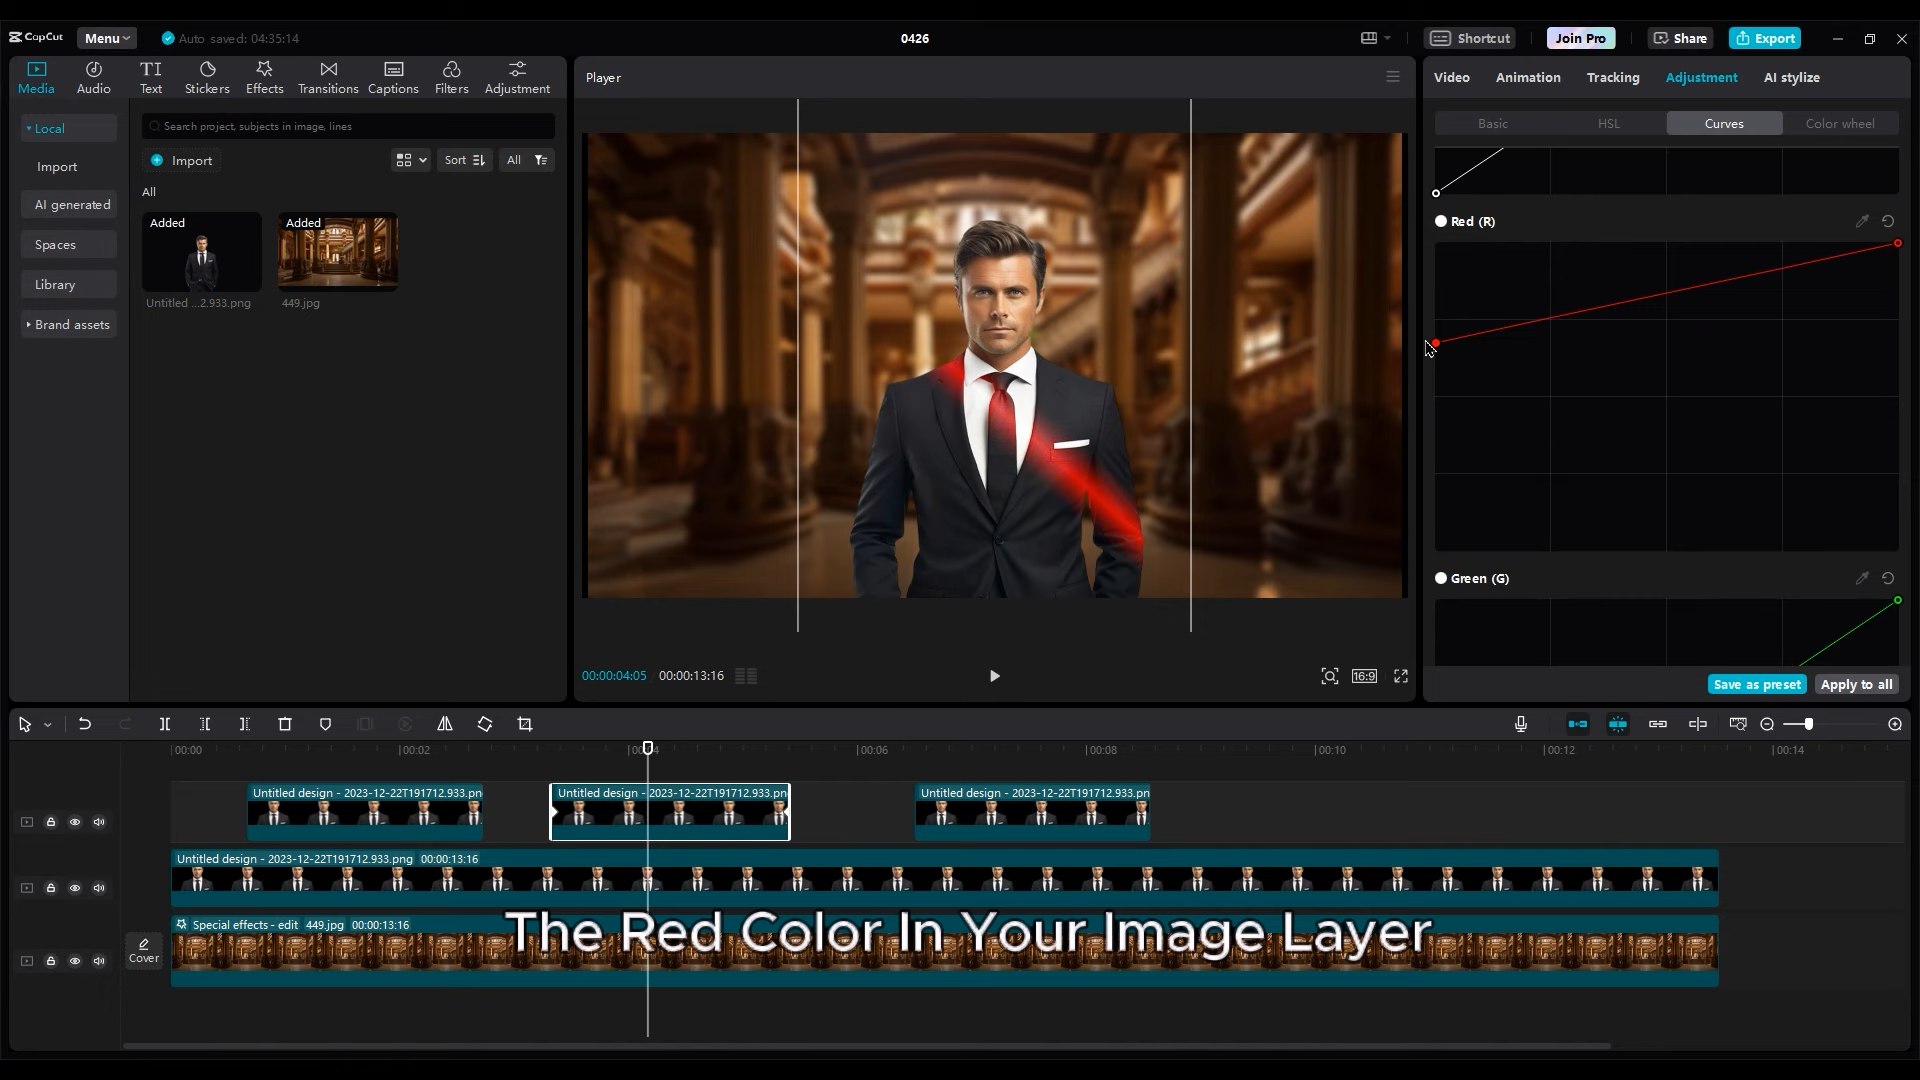 CapCut
Menu
Auto saved: 04:35:14
0426
Shortcut
Join Pro
Share
Export
Media
Audio
Text
Stickers
Effects
Transitions
Captions
Filters
Adjustment
Local
Import
AI generated
Spaces
Library
Brand assets
Search project, subjects in image, lines
Import
Sort
All
All
Added
Untitled ...2.933.png
Added
449.jpg
Player
00:00:04:05
00:00:13:16
16:9
Video
Animation
Tracking
Adjustment
AI stylize
Basic
HSL
Curves
Color wheel
Red (R)
Green (G)
Save as preset
Apply to all
00:00
00:02
00:06
00:08
00:10
00:12
00:14
Untitled design - 2023-12-22T191712.933.pn
Untitled design - 2023-12-22T191712.933.pn
Untitled design - 2023-12-22T191712.933.pn
Untitled design - 2023-12-22T191712.933.png 00:00:13:16
Special effects - edit 449.jpg 00:00:13:16
Cover
The Red Color In Your Image Layer